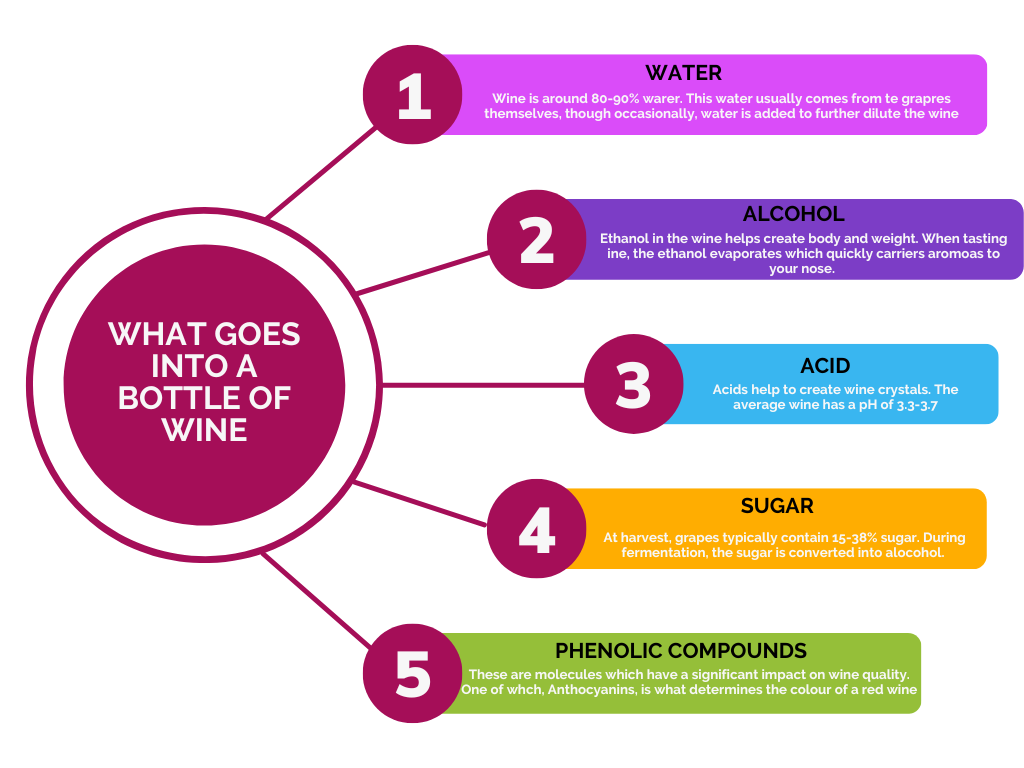 WHAT GOES
INTO A
BOTTLE OF
WINE
1
WATER
Wine is around 80-90% warer. This water usually comes from te grapres
themselves, though occasionally, water is added to further dilute the wine
2
ALCOHOL
Ethanol in the wine helps create body and weight. When tasting
ine, the ethanol evaporates which quickly carriers aromoas to
your nose.
3
ACID
Acids help to create wine crystals. The
average wine has a pH of 3.3-3.7
4
SUGAR
At harvest, grapes typically contain 15-38% sugar. During
fermentation, the sugar is converted into alocohol.
5
PHENOLIC COMPOUNDS
These are molecules which have a significant impact on wine quality.
One of whch, Anthocyanins, is what determines the colour of a red wine